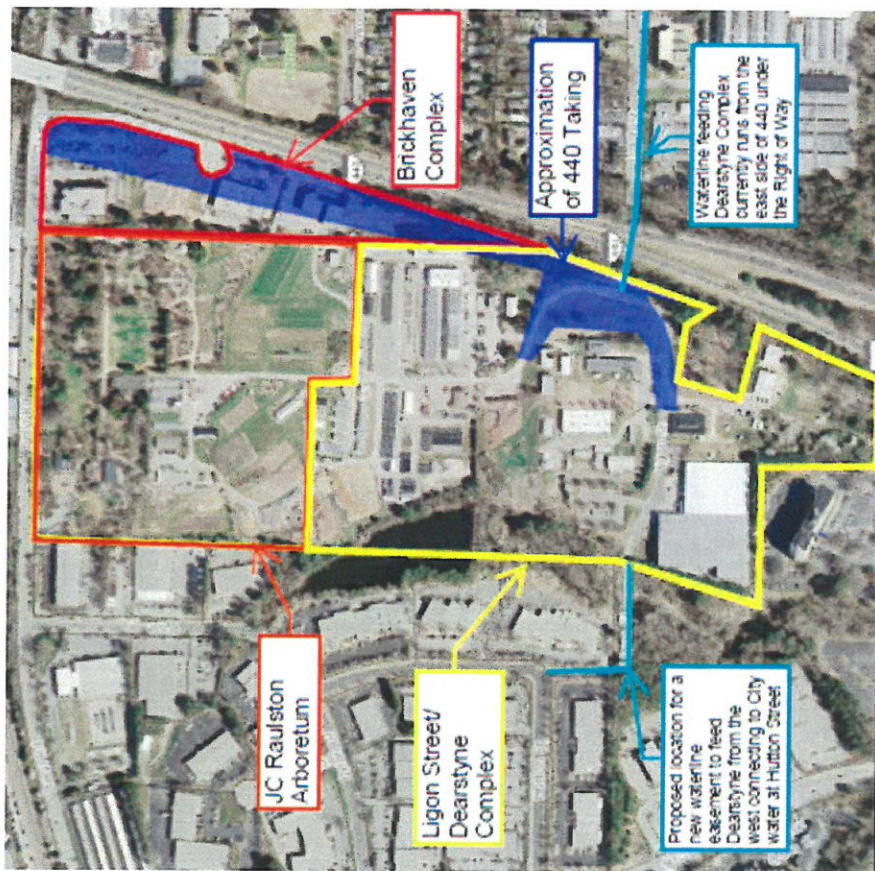 Brickhaven
Complex
Approximation
of 440 Taking
Waterline feeding
Dearstyne Complex
currently runs from the
east side of 440 under
the Right of Way
JC Raulston
Arboretum
Ligon Street/
Dearstyne
Complex
Proposed location for a
new waterline
easement to feed
Dearstyne from the
west connecting to City
water at Hutton Street